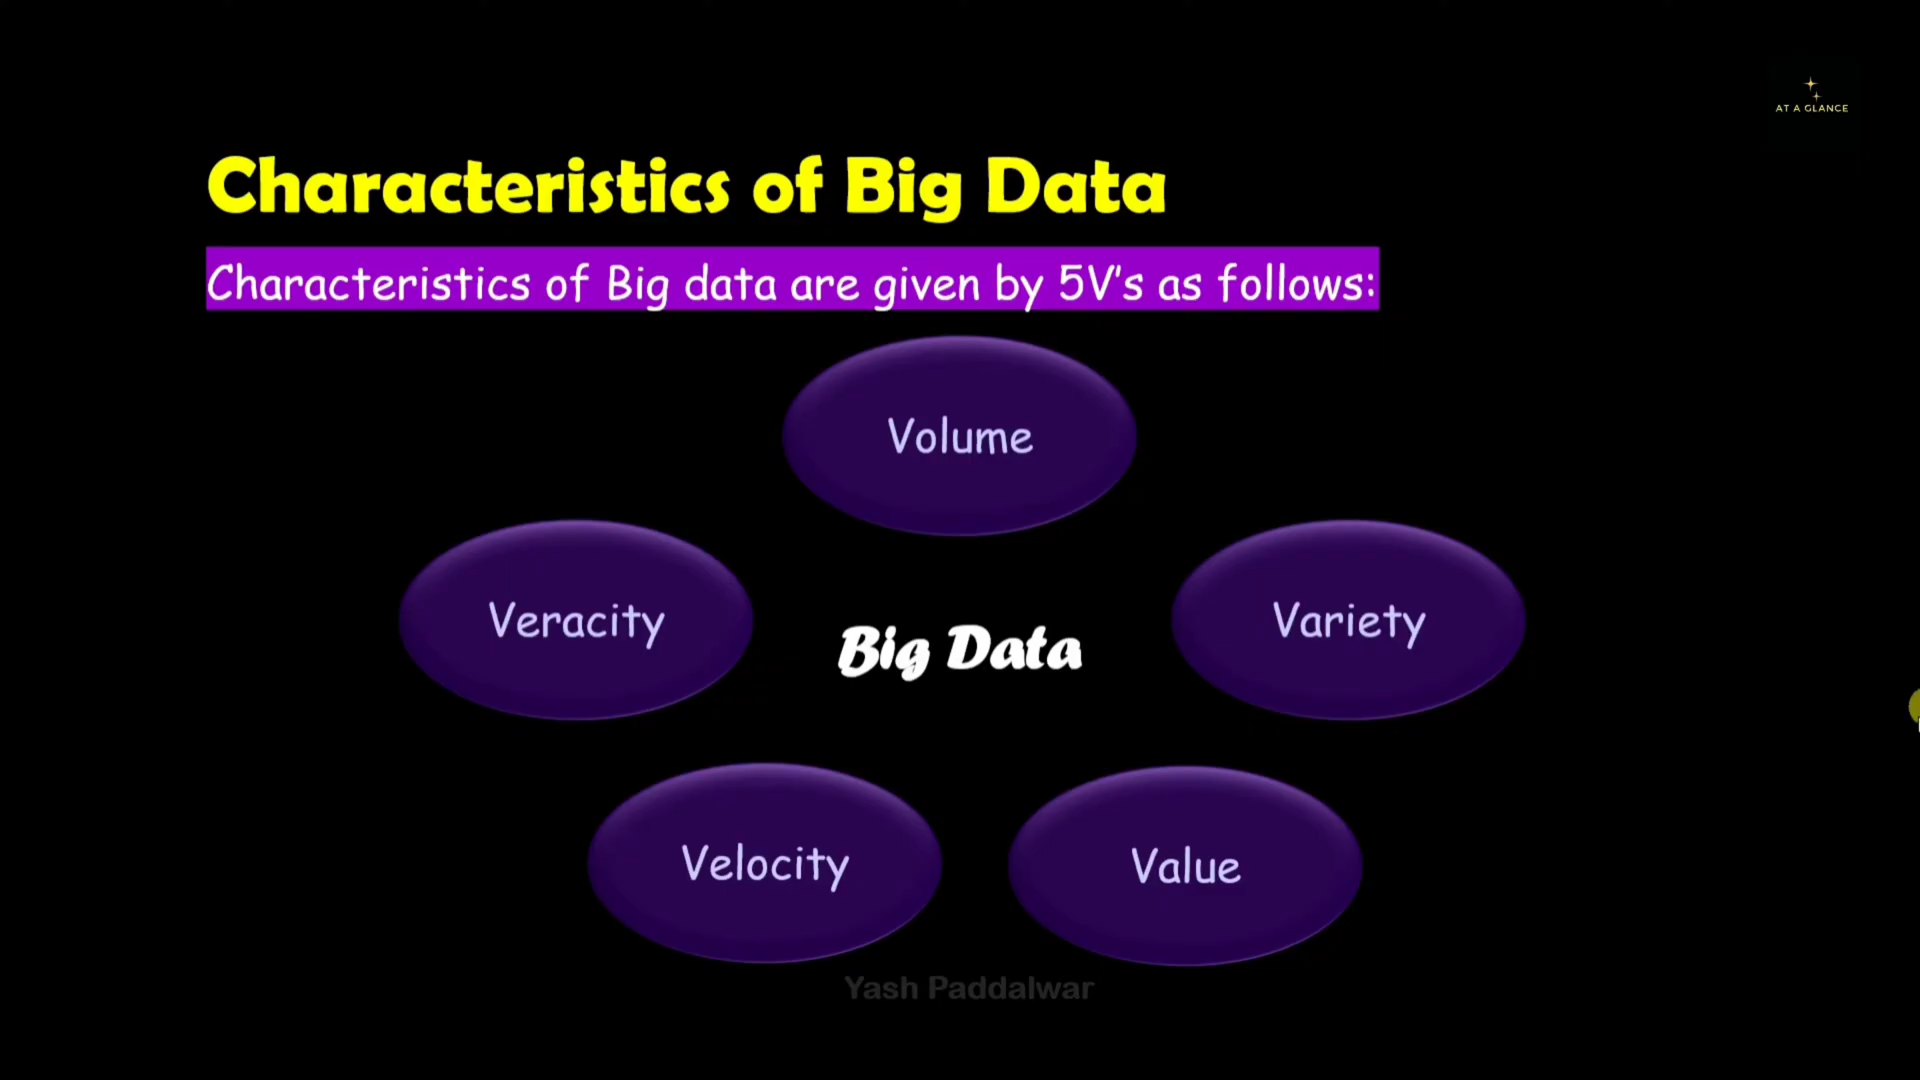 AT A GLANCE
Characteristics of Big Data
Characteristics of Big data are given by 5V's as follows:
Volume
Veracity
Big Data
Variety
Velocity
Value
Yash Paddalwar